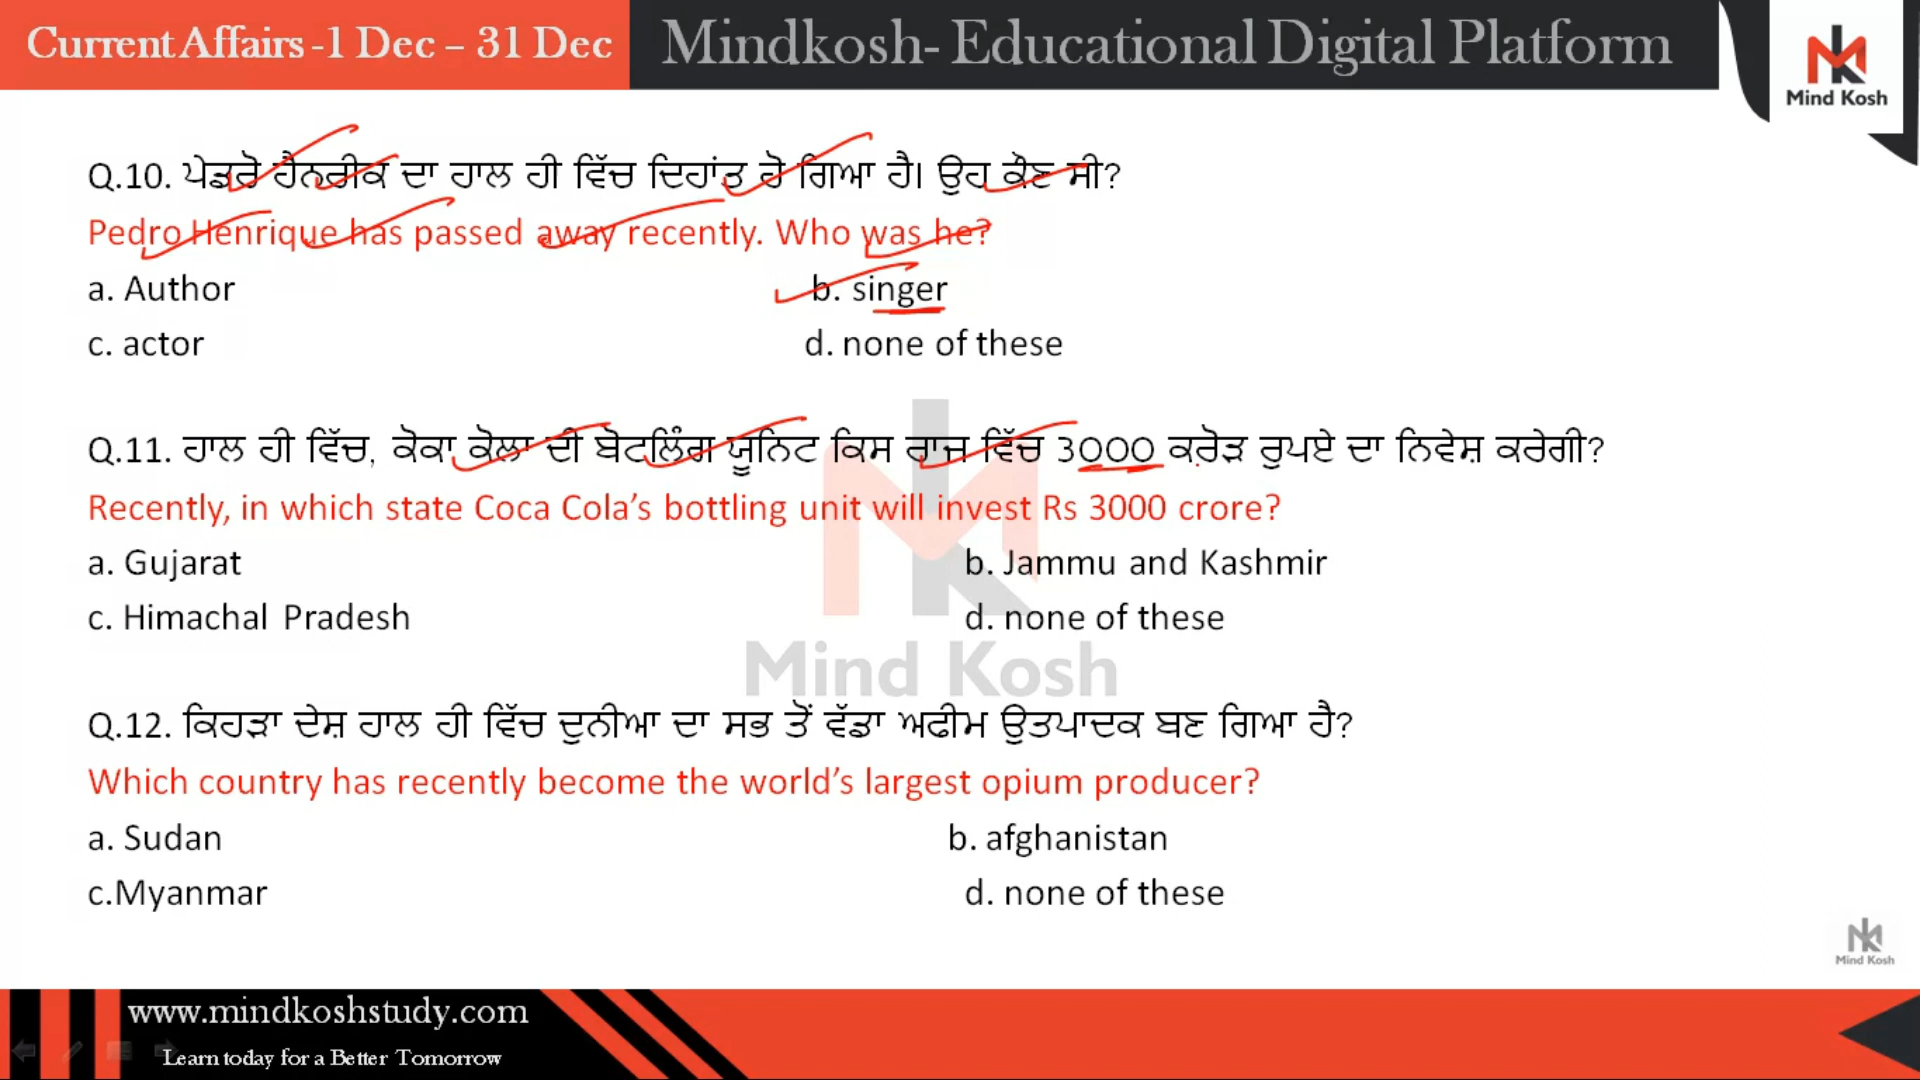 Current Affairs -1 Dec – 31 Dec
Mindkosh- Educational Digital Platform
Mind Kosh
Q.10. ਪੇਡਰੋ ਹੈਨਰੀਕ ਦਾ ਹਾਲ ਹੀ ਵਿੱਚ ਦਿਹਾਂਤ ਹੋ ਗਿਆ ਹੈ। ਉਹ ਕੌਣ ਸੀ?
Pedro Henrique has passed away recently. Who was he?
a. Author b. singer
c. actor d. none of these
Q.11. ਹਾਲ ਹੀ ਵਿੱਚ, ਕੋਕਾ ਕੋਲਾ ਦੀ ਬੋਟਲਿੰਗ ਯੂਨਿਟ ਕਿਸ ਰਾਜ ਵਿੱਚ 3000 ਕਰੋੜ ਰੁਪਏ ਦਾ ਨਿਵੇਸ਼ ਕਰੇਗੀ?
Recently, in which state Coca Cola’s bottling unit will invest Rs 3000 crore?
a. Gujarat b. Jammu and Kashmir
c. Himachal Pradesh d. none of these
Mind Kosh
Q.12. ਕਿਹੜਾ ਦੇਸ਼ ਹਾਲ ਹੀ ਵਿੱਚ ਦੁਨੀਆ ਦਾ ਸਭ ਤੋਂ ਵੱਡਾ ਅਫੀਮ ਉਤਪਾਦਕ ਬਣ ਗਿਆ ਹੈ?
Which country has recently become the world’s largest opium producer?
a. Sudan b. afghanistan
c.Myanmar d. none of these
Mind Kosh
www.mindkoshstudy.com
Learn today for a Better Tomorrow